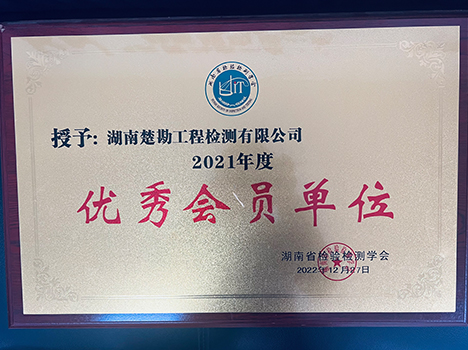 授予：湖南楚勘工程检测有限公司
2021年度
优秀会员单位
湖南省检验检测学会
2022年12月27日